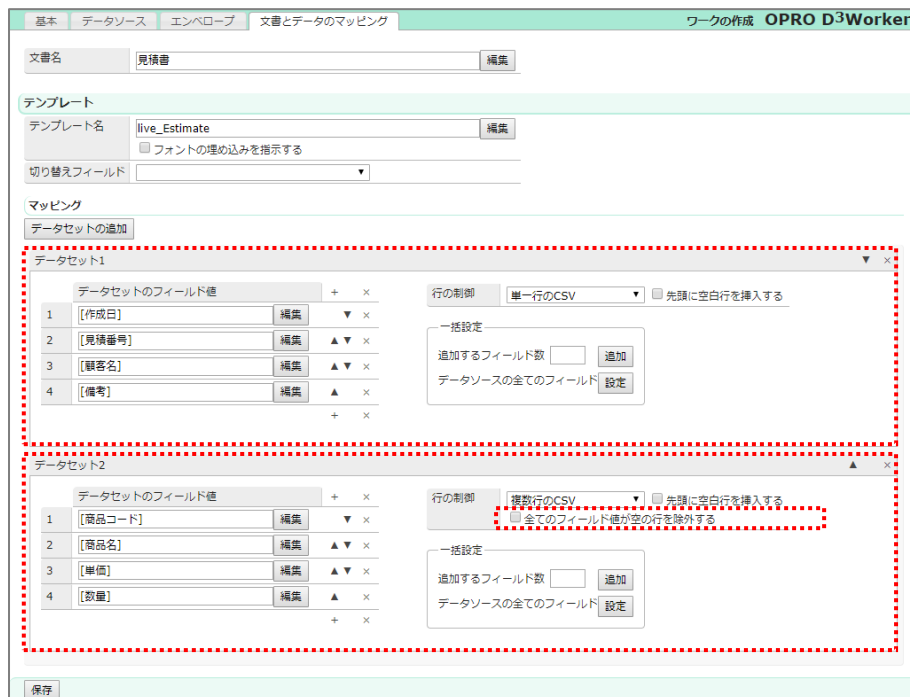 基本 データソース エンベロープ 文書とデータのマッピング ワークの作成 OPRO D3Worker
文書名 見積書 編集
テンプレート
テンプレート名 live_Estimate 編集
フォントの埋め込みを指示する
切り替えフィールド ▼
マッピング
データセットの追加
データセット1 ▼ ×
データセットのフィールド値 + × 行の制御 単一行のCSV ▼ 先頭に空白行を挿入する
1 [作成日] 編集 ▼ ×
2 [見積番号] 編集 ▲ ▼ × 一括設定
3 [顧客名] 編集 ▲ ▼ × 追加するフィールド数 追加
4 [備考] 編集 ▲ × データソースの全てのフィールド 設定
+ ×
データセット2 ▲ ×
データセットのフィールド値 + × 行の制御 複数行のCSV ▼ 先頭に空白行を挿入する
1 [商品コード] 編集 ▼ × 全てのフィールド値が空の行を除外する
2 [商品名] 編集 ▲ ▼ × 一括設定
3 [単価] 編集 ▲ ▼ × 追加するフィールド数 追加
4 [数量] 編集 ▲ × データソースの全てのフィールド 設定
+ ×
保存